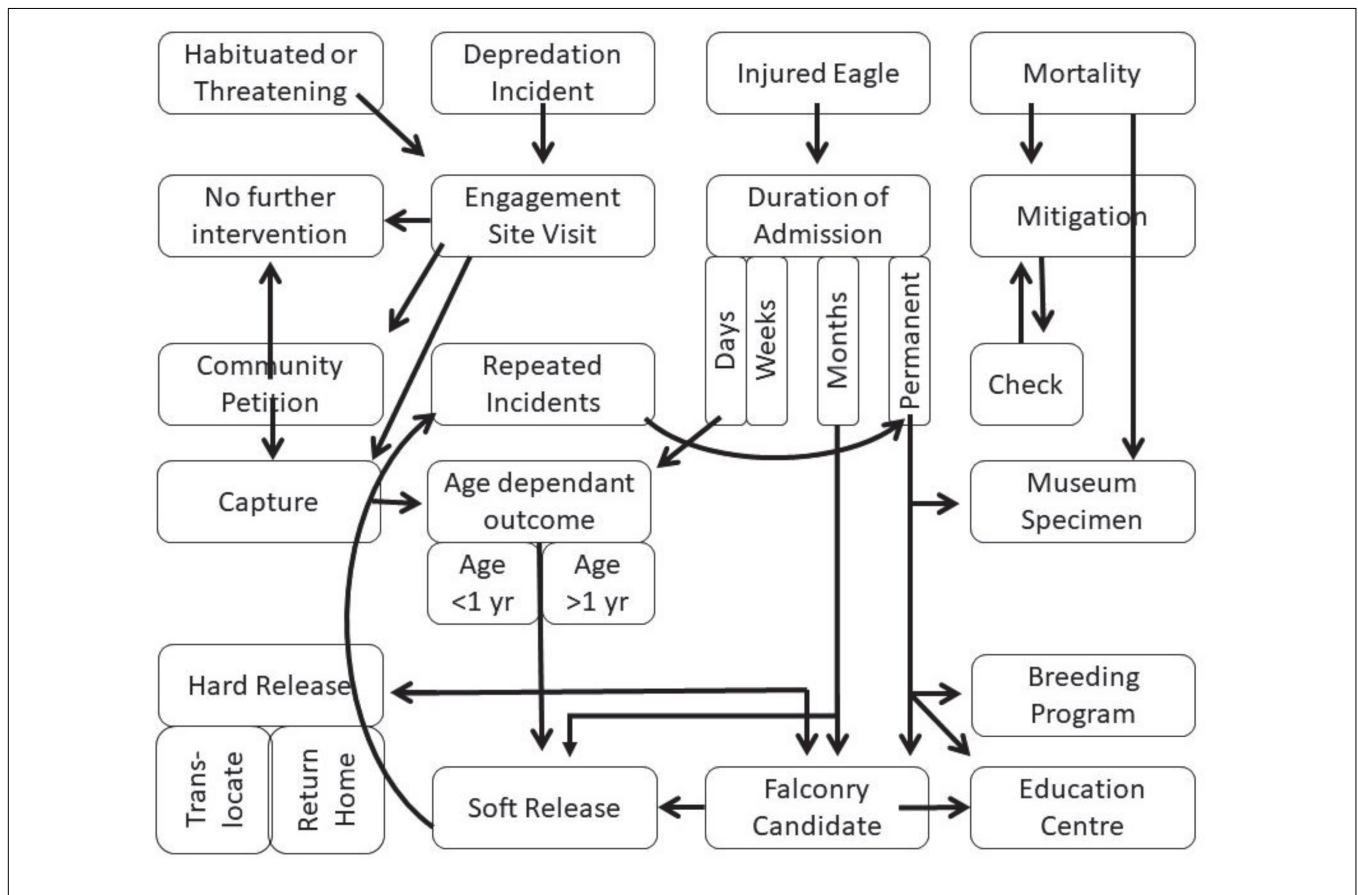 Habituated or
Threatening
Depredation
Incident
Injured Eagle
Mortality
No further
intervention
Engagement
Site Visit
Duration of
Admission
Mitigation
Days
Weeks
Months
Permanent
Community
Petition
Repeated
Incidents
Check
Capture
Age dependant
outcome
Museum
Specimen
Age
<1 yr
Age
>1 yr
Hard Release
Breeding
Program
Trans-
locate
Return
Home
Soft Release
Falconry
Candidate
Education
Centre